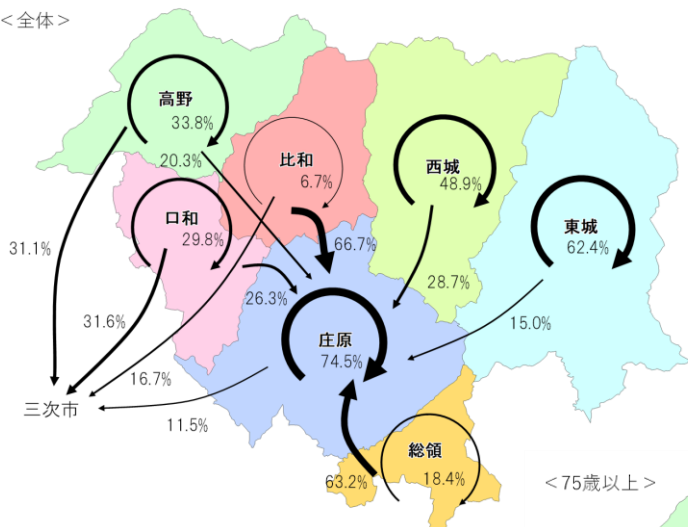 ＜全体＞
高野
33.8%
20.3%
比和
6.7%
西城
48.9%
口和
29.8%
東城
62.4%
31.1%
66.7%
26.3%
28.7%
31.6%
15.0%
庄原
74.5%
16.7%
三次市
11.5%
総領
63.2%
18.4%
＜75歳以上＞